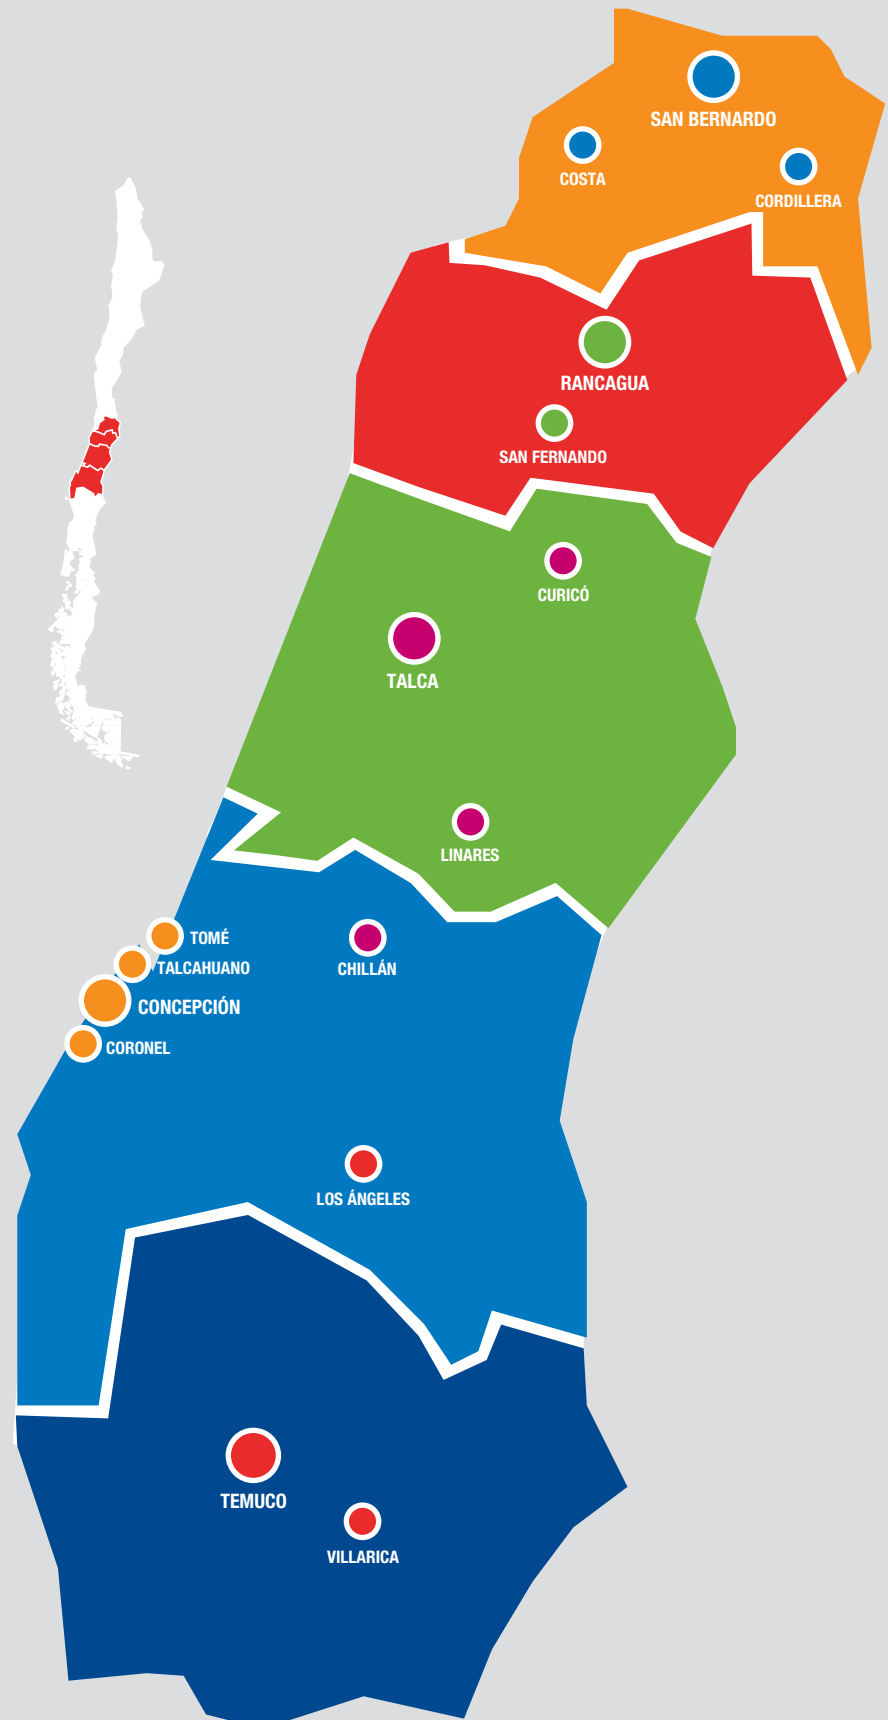 SAN BERNARDO
COSTA
CORDILLERA
RANCAGUA
SAN FERNANDO
CURICÓ
TALCA
LINARES
TOMÉ
CHILLÁN
TALCAHUANO
CONCEPCIÓN
CORONEL
LOS ÁNGELES
TEMUCO
VILLARICA